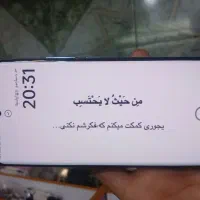 20:31
مِن حَیْثُ لا یَحْتَسِب
یجوری کمکت میکنم که فکرشم نکنی...